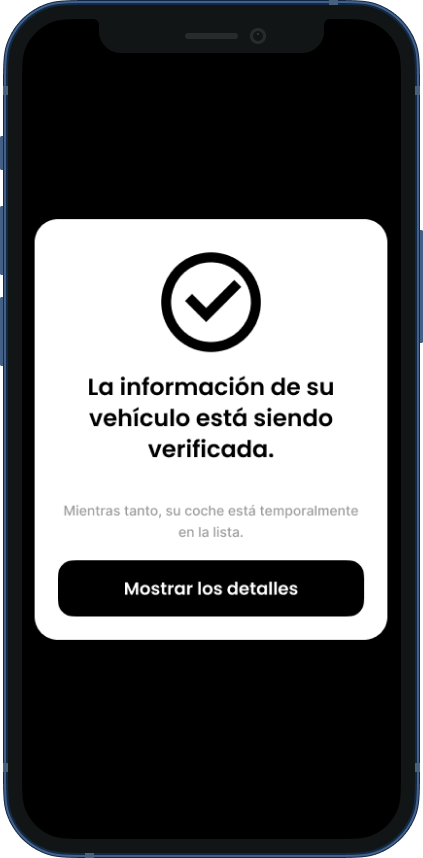 La información de su
vehículo está siendo
verificada.
Mientras tanto, su coche está temporalmente
en la lista.
Mostrar los detalles